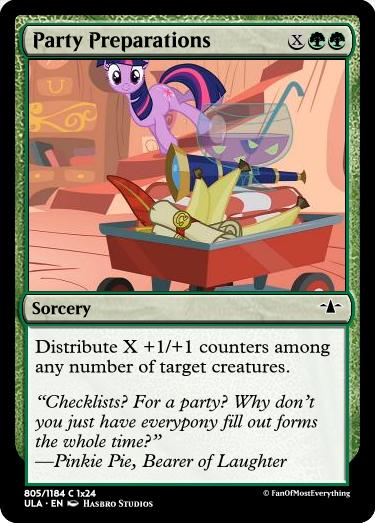 Party Preparations X
Sorcery
Distribute X +1/+1 counters among
any number of target creatures.
“Checklists? For a party? Why don’t
you just have everypony fill out forms
the whole time?”
—Pinkie Pie, Bearer of Laughter
805/1184 C 1x24
ULA • EN Hasbro Studios
© FanOfMostEverything